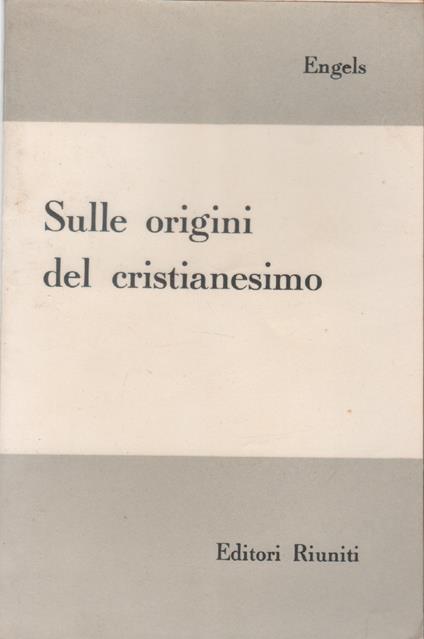 Engels
Sulle origini
del cristianesimo
Editori Riuniti